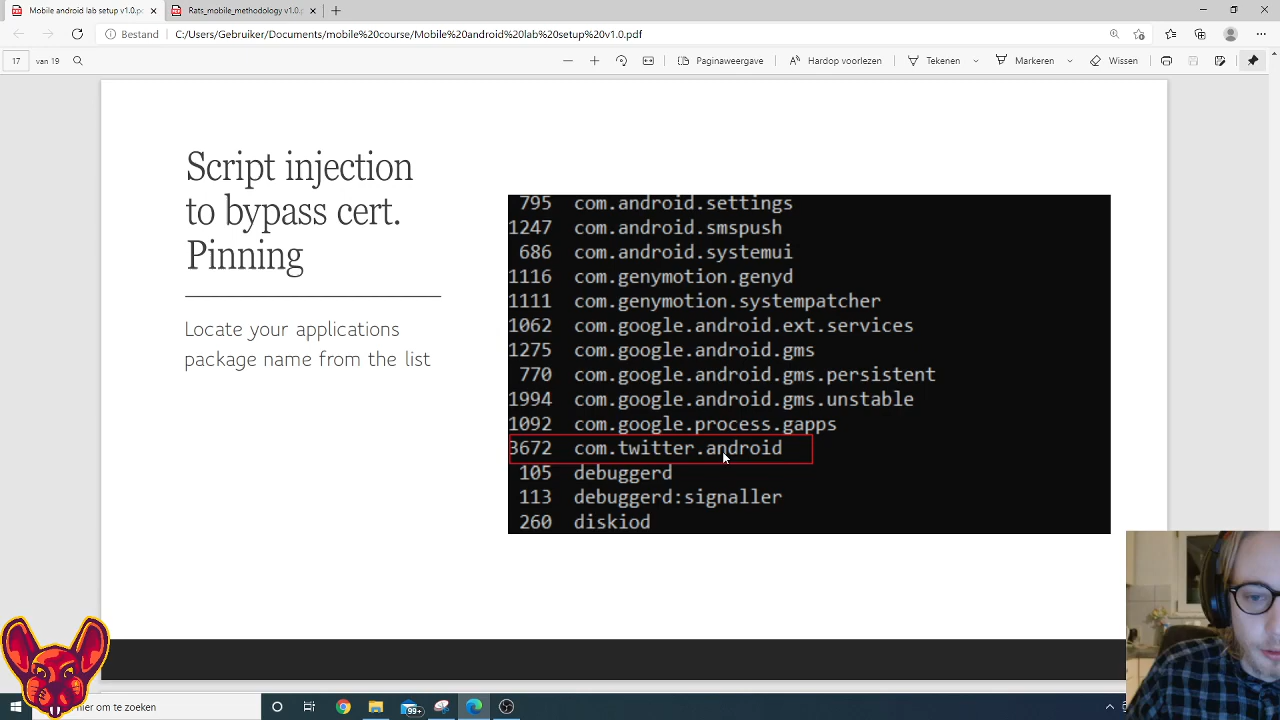 Mobile android lab setup v1.0.p
Rats_mobile_methodology v1.0.p
Bestand
C:/Users/Gebruiker/Documents/mobile%20course/Mobile%20android%20lab%20setup%20v1.0.pdf
17
van 19
Paginaweergave
Hardop voorlezen
Tekenen
Markeren
Wissen
Script injection
to bypass cert.
Pinning
Locate your applications
package name from the list
795 com.android.settings
1247 com.android.smspush
686 com.android.systemui
1116 com.genymotion.genyd
1111 com.genymotion.systempatcher
1062 com.google.android.ext.services
1275 com.google.android.gms
770 com.google.android.gms.persistent
1994 com.google.android.gms.unstable
1092 com.google.process.gapps
3672 com.twitter.android
105 debuggerd
113 debuggerd:signaller
260 diskiod
hier om te zoeken
99+